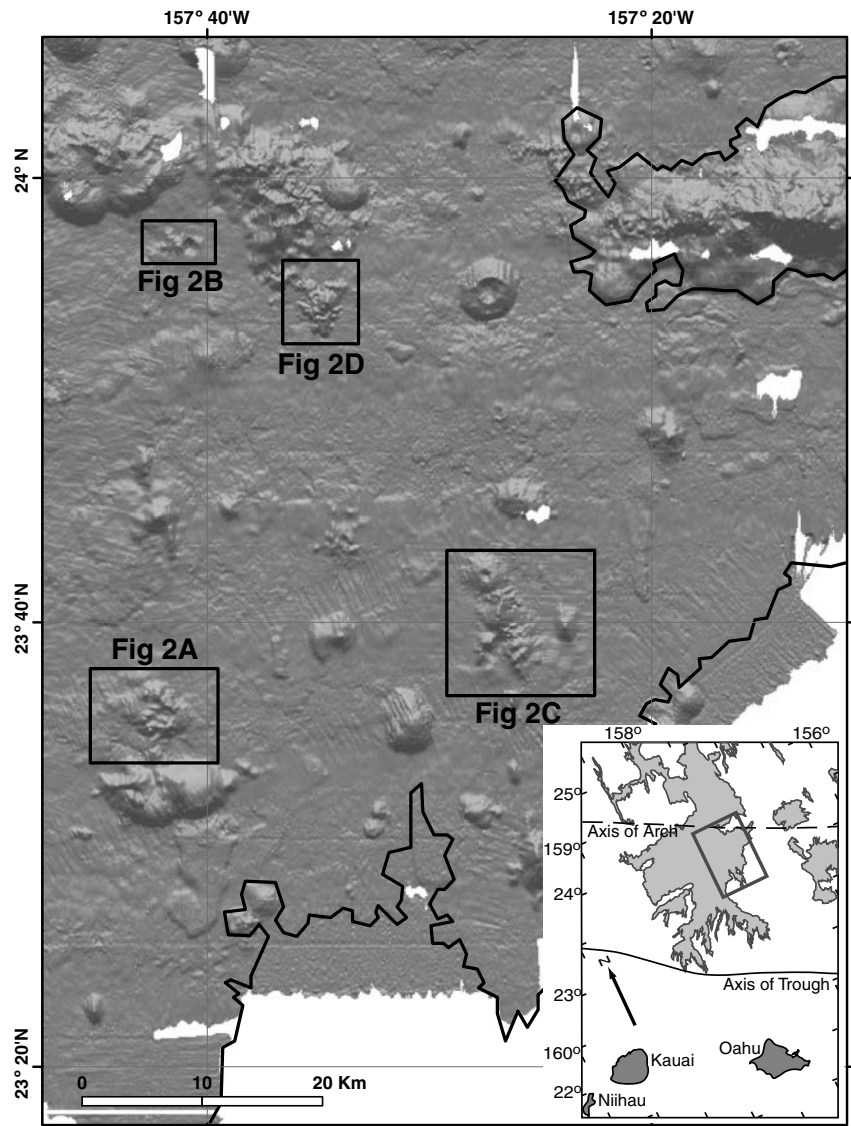 157° 40'W
157° 20'W
24° N
Fig 2B
Fig 2D
23° 40'N
Fig 2A
Fig 2C
158°
156°
25°
Axis of Arch
159°
24°
23°
Axis of Trough
N
160°
Kauai
Oahu
22°
Niihau
23° 20'N
0
10
20 Km